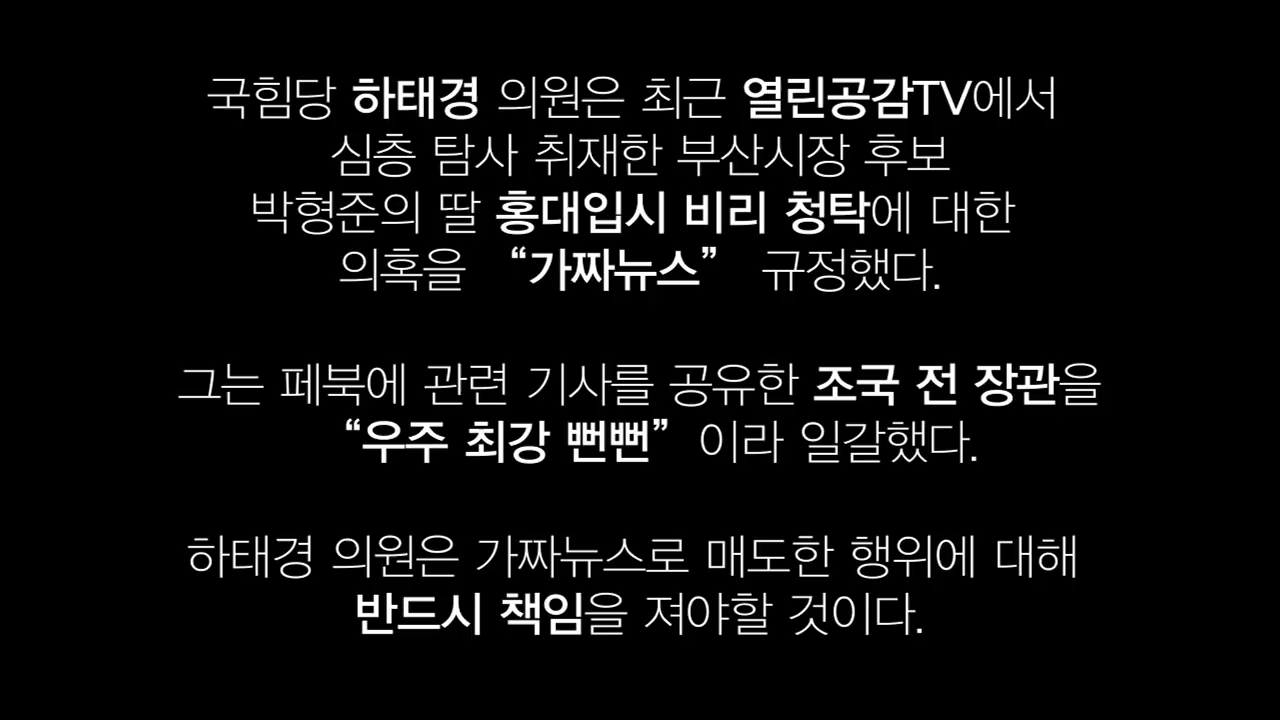 국힘당 하태경 의원은 최근 열린공감TV에서
심층 탐사 취재한 부산시장 후보
박형준의 딸 홍대입시 비리 청탁에 대한
의혹을 “가짜뉴스” 규정했다.
그는 페북에 관련 기사를 공유한 조국 전 장관을
“우주 최강 뻔뻔” 이라 일갈했다.
하태경 의원은 가짜뉴스로 매도한 행위에 대해
반드시 책임을 져야할 것이다.